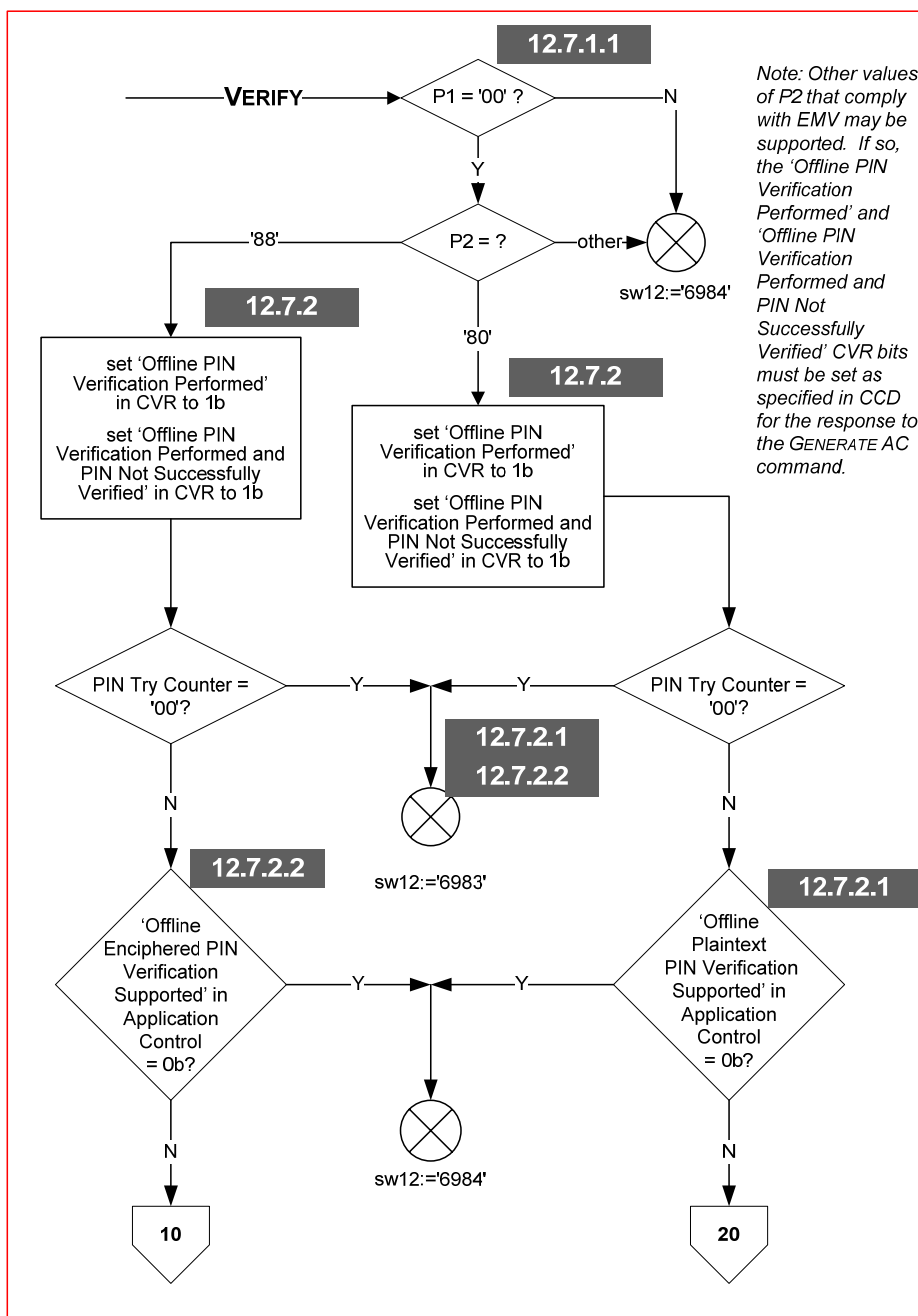 12.7.1.1
VERIFY
P1 = '00' ?
N
Y
Note: Other values
of P2 that comply
with EMV may be
supported. If so,
the ‘Offline PIN
Verification
Performed’ and
‘Offline PIN
Verification
Performed and
PIN Not
Successfully
Verified’ CVR bits
must be set as
specified in CCD
for the response to
the GENERATE AC
command.
'88'
P2 = ?
other
sw12:='6984'
'80'
12.7.2
set ‘Offline PIN
Verification Performed’
in CVR to 1b
set ‘Offline PIN
Verification Performed and
PIN Not Successfully
Verified’ in CVR to 1b
12.7.2
set ‘Offline PIN
Verification Performed’
in CVR to 1b
set ‘Offline PIN
Verification Performed and
PIN Not Successfully
Verified’ in CVR to 1b
PIN Try Counter =
'00'?
Y
Y
PIN Try Counter =
'00'?
12.7.2.1
12.7.2.2
N
N
sw12:='6983'
12.7.2.2
12.7.2.1
‘Offline
Enciphered PIN
Verification
Supported’ in
Application
Control
= 0b?
Y
Y
‘Offline
Plaintext
PIN Verification
Supported’ in
Application
Control
= 0b?
N
N
sw12:='6984'
10
20